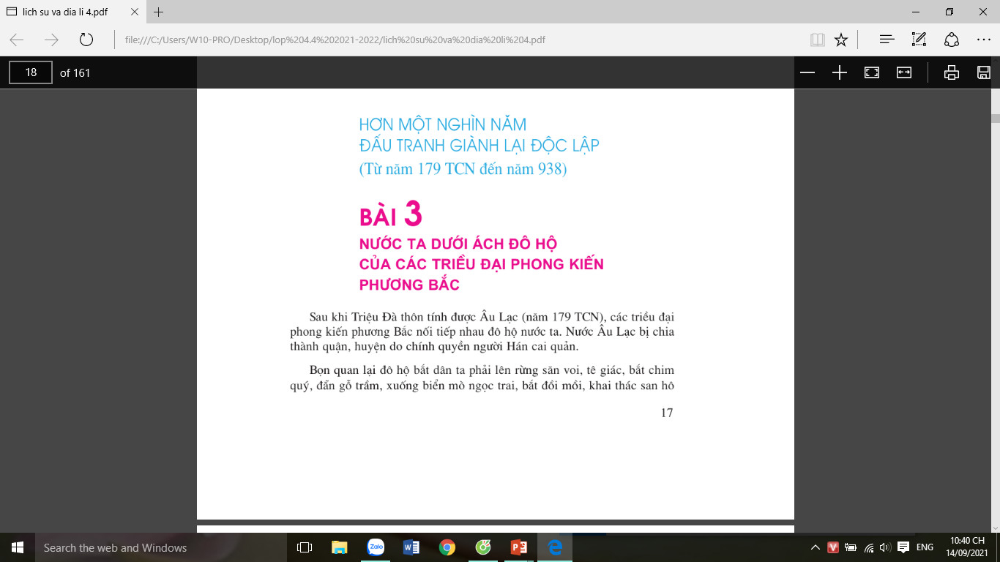 lich su va dia li 4.pdf
file:///C:/Users/W10-PRO/Desktop/lop%204.4%202021-2022/lich%20su%20va%20dia%20li%204.pdf
18 of 161
HƠN MỘT NGHÌN NĂM
ĐẤU TRANH GIÀNH LẠI ĐỘC LẬP
(Từ năm 179 TCN đến năm 938)
BÀI 3
NƯỚC TA DƯỚI ÁCH ĐÔ HỘ
CỦA CÁC TRIỀU ĐẠI PHONG KIẾN
PHƯƠNG BẮC
Sau khi Triệu Đà thôn tính được Âu Lạc (năm 179 TCN), các triều đại
phong kiến phương Bắc nối tiếp nhau đô hộ nước ta. Nước Âu Lạc bị chia
thành quận, huyện do chính quyền người Hán cai quản.
Bọn quan lại đô hộ bắt dân ta phải lên rừng săn voi, tê giác, bắt chim
quý, đẵn gỗ trầm, xuống biển mò ngọc trai, bắt đồi mồi, khai thác san hô
17
Search the web and Windows
Zalo
ENG
10:40 CH
14/09/2021